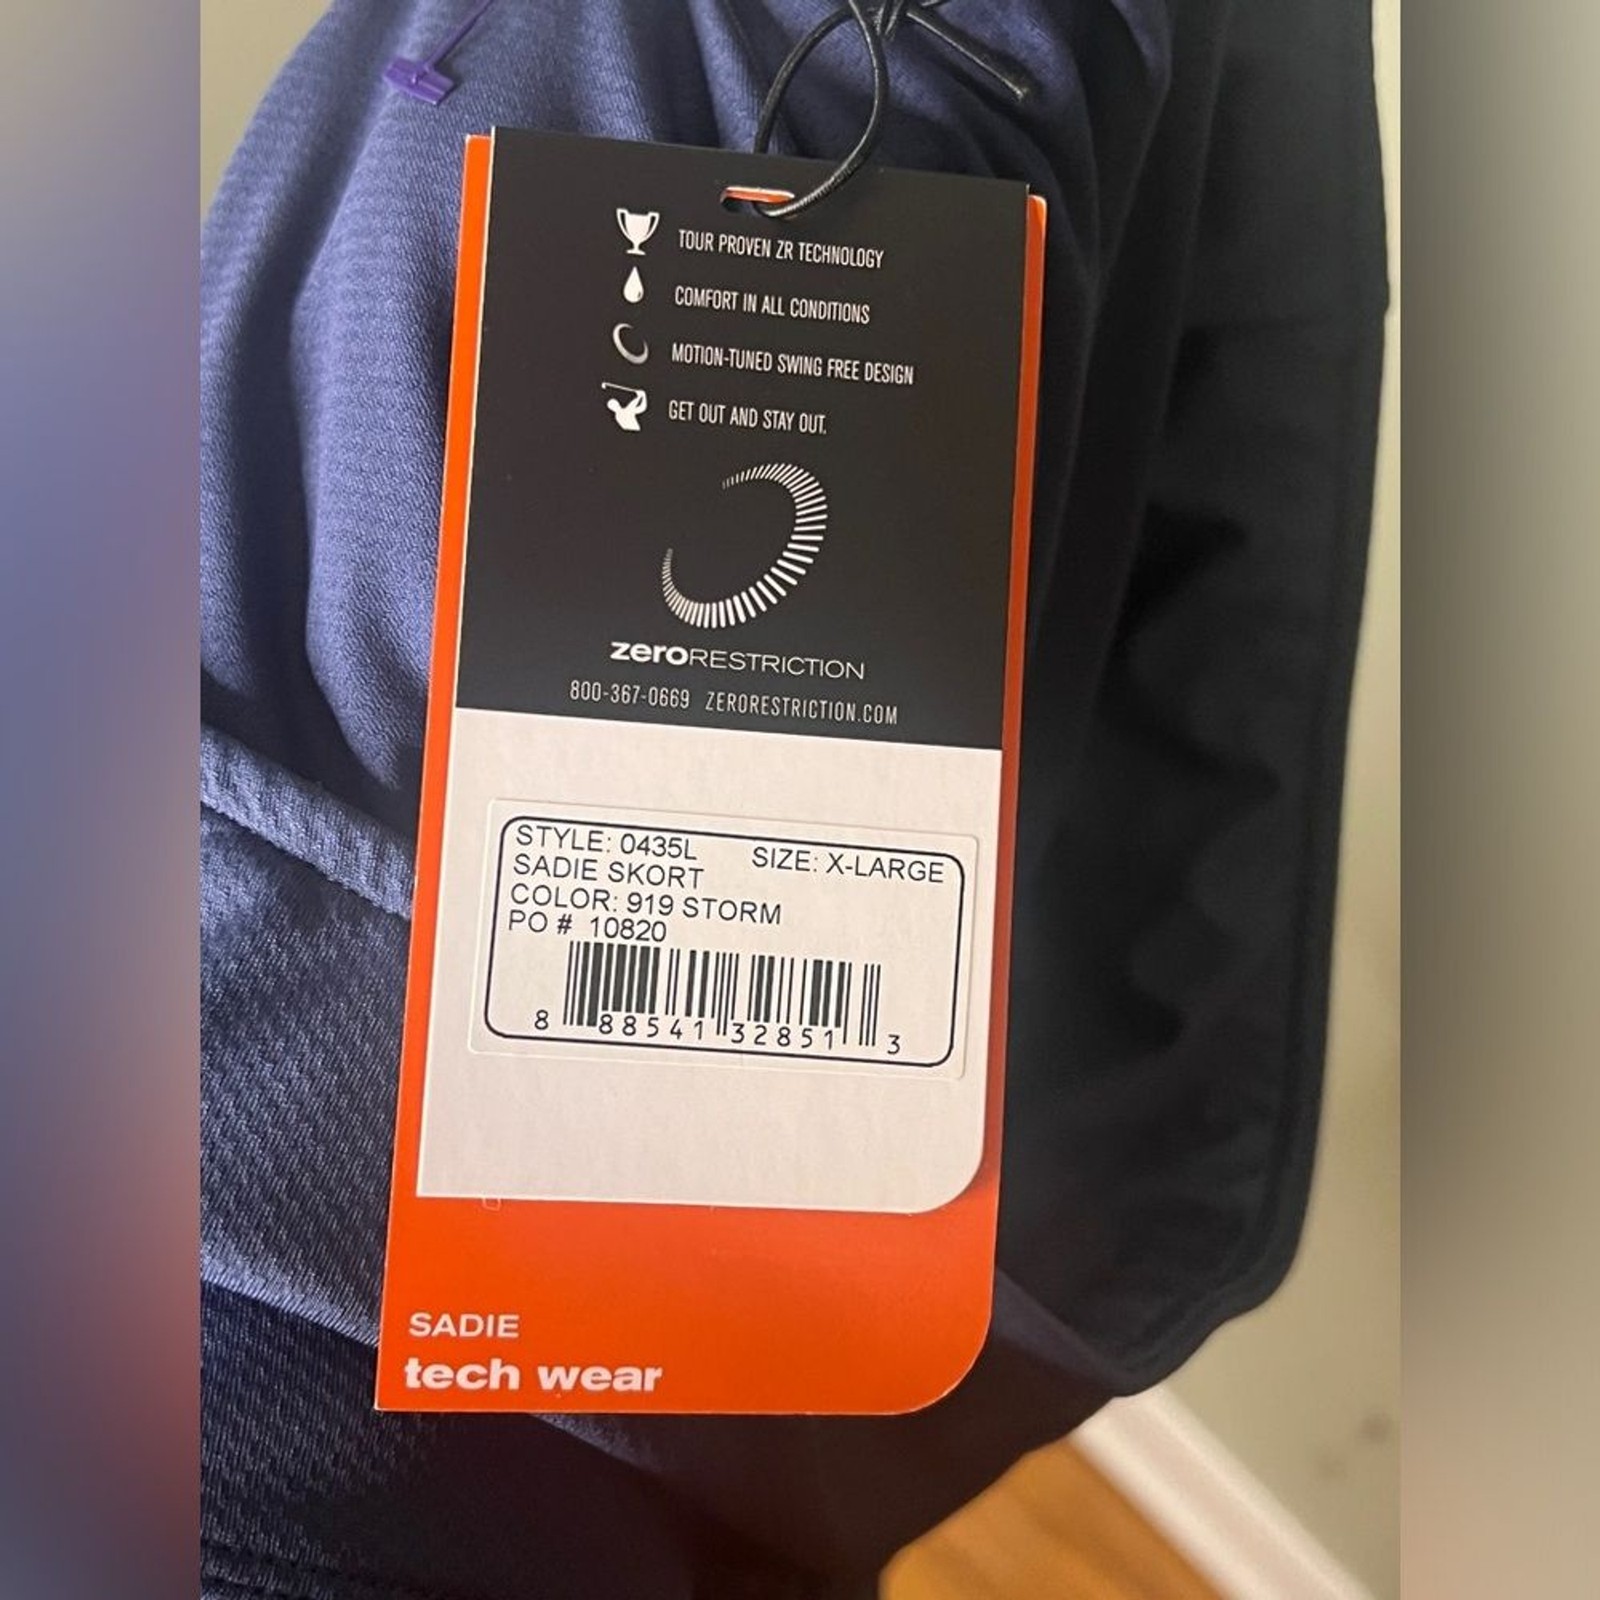 TOUR PROVEN ZR TECHNOLOGY
COMFORT IN ALL CONDITIONS
MOTION-TUNED SWING FREE DESIGN
GET OUT AND STAY OUT.
zeroRESTRICTION
800-367-0669 ZERORESTRICTION.COM
STYLE: 0435L SIZE: X-LARGE
SADIE SKORT
COLOR: 919 STORM
PO # 10820
8 88541 32851 3
SADIE
tech wear